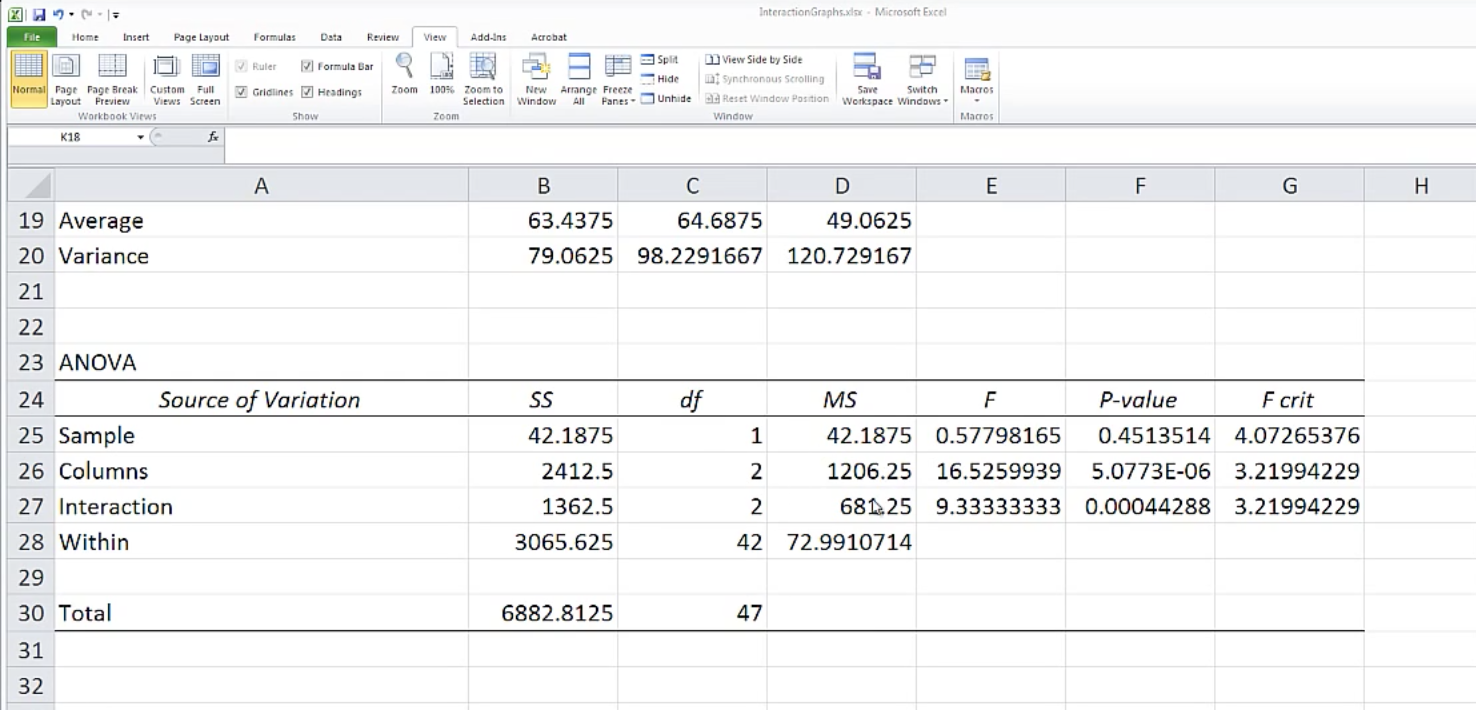 InteractionGraphs.xlsx - Microsoft Excel
File Home Insert Page Layout Formulas Data Review View Add-Ins Acrobat
Normal Page Layout Page Break Preview Custom Views Full Screen
Workbook Views
Ruler Formula Bar
Gridlines Headings
Show
Zoom 100% Zoom to Selection
Zoom
New Window Arrange All Freeze Panes
Split
Hide
Unhide
View Side by Side
Synchronous Scrolling
Reset Window Position
Save Workspace Switch Windows
Window
Macros
Macros
K18 fx
A B C D E F G H
19 Average 63.4375 64.6875 49.0625
20 Variance 79.0625 98.2291667 120.729167
21
22
23 ANOVA
24 Source of Variation SS df MS F P-value F crit
25 Sample 42.1875 1 42.1875 0.57798165 0.4513514 4.07265376
26 Columns 2412.5 2 1206.25 16.5259939 5.0773E-06 3.21994229
27 Interaction 1362.5 2 681.25 9.33333333 0.00044288 3.21994229
28 Within 3065.625 42 72.9910714
29
30 Total 6882.8125 47
31
32